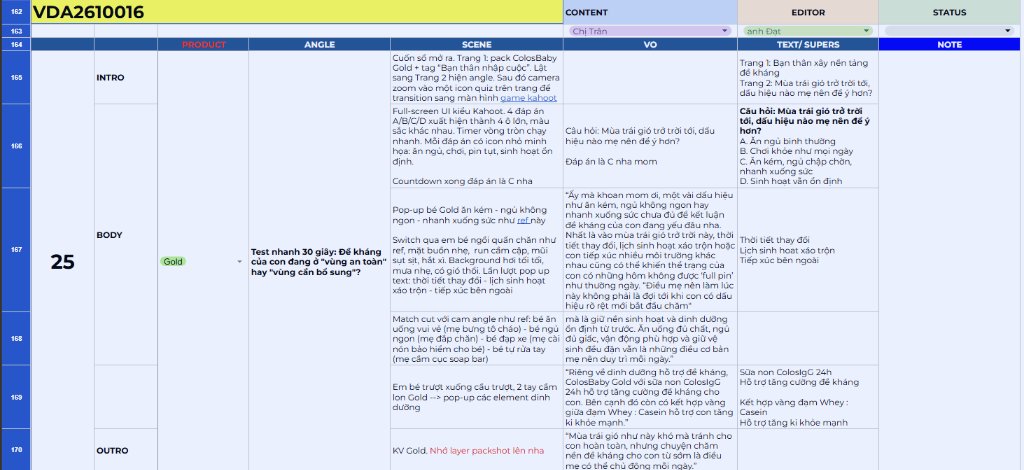 162
VDA2610016
CONTENT
EDITOR
STATUS
163
Chị Trân
anh Đạt
164
PRODUCT
ANGLE
SCENE
VO
TEXT/ SUPERS
NOTE
165
INTRO
Cuốn sổ mở ra. Trang 1: pack ColosBaby
Gold + tag "Bạn thân nhập cuộc". Lật
sang Trang 2 hiện angle. Sau đó camera
zoom vào một icon quiz trên trang để
transition sang màn hình game kahoot
Trang 1: Bạn thân xây nền tảng
đề kháng
Trang 2: Mùa trái gió trở trời tới,
dấu hiệu nào mẹ nên để ý hơn?
166
Full-screen UI kiểu Kahoot. 4 đáp án
A/B/C/D xuất hiện thành 4 ô lớn, màu
sắc khác nhau. Timer vòng tròn chạy
nhanh. Mỗi đáp án có icon nhỏ minh
họa: ăn ngủ, chơi, pin tụt, sinh hoạt ổn
định.
Countdown xong đáp án là C nha
Câu hỏi: Mùa trái gió trở trời tới, dấu
hiệu nào mẹ nên để ý hơn?
Đáp án là C nha mom
Câu hỏi: Mùa trái gió trở trời
tới, dấu hiệu nào mẹ nên để ý
hơn?
A. Ăn ngủ bình thường
B. Chơi khỏe như mọi ngày
C. Ăn kém, ngủ chập chờn,
nhanh xuống sức
D. Sinh hoạt vẫn ổn định
25
BODY
Gold
Test nhanh 30 giây: Đề kháng
của con đang ở "vùng an toàn"
hay "vùng cần bổ sung"?
167
Pop-up bé Gold ăn kém - ngủ không
ngon - nhanh xuống sức như ref này
Switch qua em bé ngồi quấn chăn như
ref, mặt buồn nhẹ, run cầm cập, mũi
sụt sịt, hắt xì. Background hơi tối tối,
mưa nhẹ, có gió thổi. Lần lượt pop up
text: thời tiết thay đổi - lịch sinh hoạt
xáo trộn - tiếp xúc bên ngoài
"Ấy mà khoan mom ơi, một vài dấu hiệu
như ăn kém, ngủ không ngon hay
nhanh xuống sức chưa đủ để kết luận
đề kháng của con đang yếu đâu nha.
Nhất là vào mùa trái gió trở trời này, thời
tiết thay đổi, lịch sinh hoạt xáo trộn hoặc
con tiếp xúc nhiều môi trường khác
nhau cũng có thể khiến thể trạng của
con có những hôm không được 'full pin'
như thường ngày. "Điều mẹ nên làm lúc
này không phải là đợi tới khi con có dấu
hiệu rõ rệt mới bắt đầu chăm"
Thời tiết thay đổi
Lịch sinh hoạt xáo trộn
Tiếp xúc bên ngoài
168
Match cut với cam angle như ref: bé ăn
uống vui vẻ (mẹ bưng tô cháo) - bé ngủ
ngon (mẹ đắp chăn) - bé đạp xe (mẹ cài
nón bảo hiểm cho bé) - bé tự rửa tay
(mẹ cầm cục soap bar)
mà là giữ nền sinh hoạt và dinh dưỡng
ổn định từ trước. Ăn uống đủ chất, ngủ
đủ giấc, vận động phù hợp và giữ vệ
sinh đều đặn vẫn là những điều cơ bản
mẹ nên duy trì mỗi ngày."
169
Em bé trượt xuống cầu trượt, 2 tay cầm
lon Gold --> pop-up các element dinh
dưỡng
"Riêng về dinh dưỡng hỗ trợ đề kháng,
ColosBaby Gold với sữa non ColosIgG
24h hỗ trợ tăng cường đề kháng cho
con. Bên cạnh đó còn có kết hợp vàng
giữa đạm Whey : Casein hỗ trợ con tăng
kí khỏe mạnh."
Sữa non ColosIgG 24h
Hỗ trợ tăng cường đề kháng
Kết hợp vàng đạm Whey :
Casein
Hỗ trợ tăng kí khỏe mạnh
170
OUTRO
KV Gold. Nhớ layer packshot lên nha
"Mùa trái gió như này khó mà tránh cho
con hoàn toàn, nhưng chuyện chăm
nền đề kháng cho con từ sớm là điều
mẹ có thể chủ động mỗi ngày."